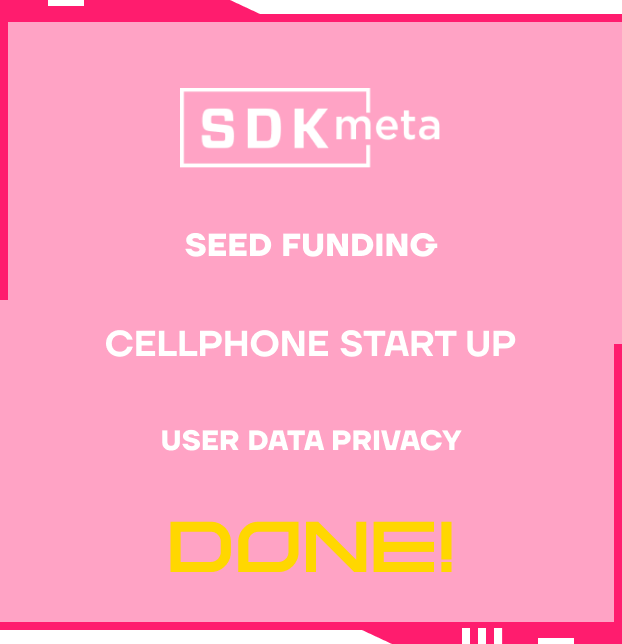 SDKmeta
SEED FUNDING
CELLPHONE START UP
USER DATA PRIVACY
DONE!